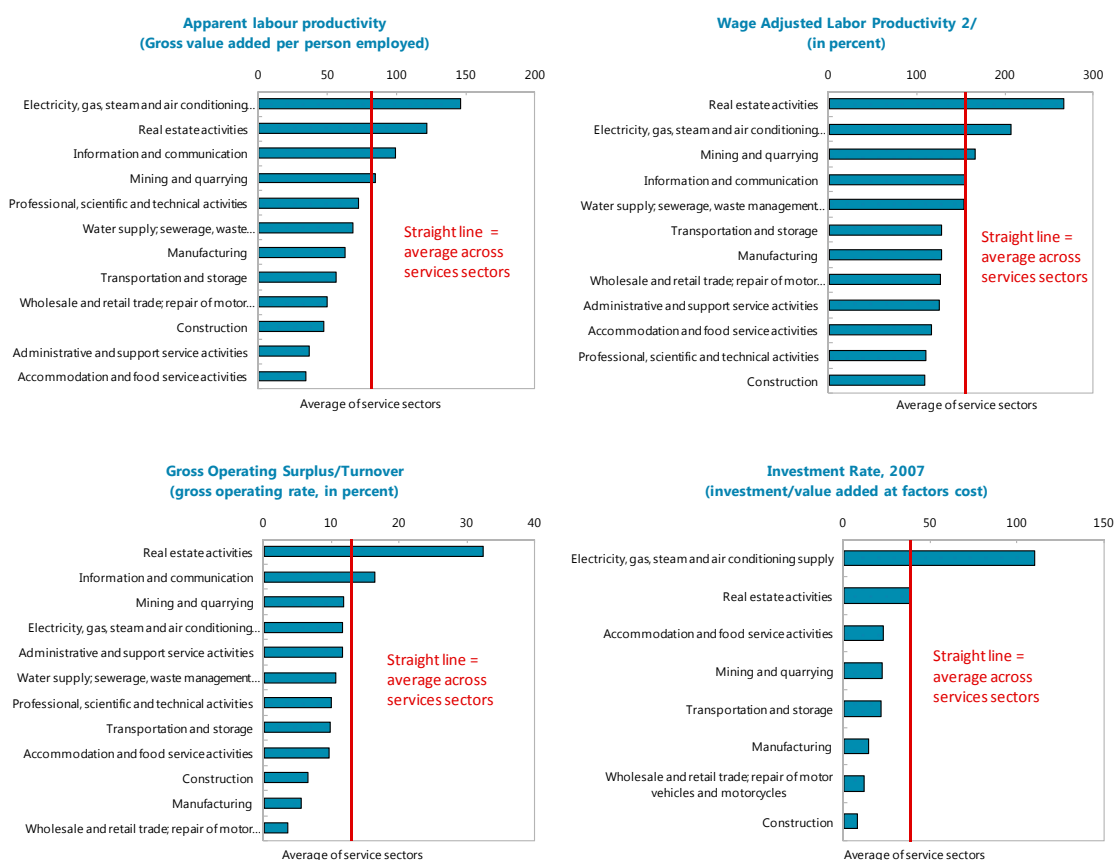 Apparent labour productivity
(Gross value added per person employed)
0 50 100 150 200
Electricity, gas, steam and air conditioning...
Real estate activities
Information and communication
Mining and quarrying
Professional, scientific and technical activities
Water supply; sewerage, waste...
Manufacturing
Transportation and storage
Wholesale and retail trade; repair of motor...
Construction
Administrative and support service activities
Accommodation and food service activities
Straight line =
average across
services sectors
Average of service sectors
Wage Adjusted Labor Productivity 2/
(in percent)
0 100 200 300
Real estate activities
Electricity, gas, steam and air conditioning...
Mining and quarrying
Information and communication
Water supply; sewerage, waste management...
Transportation and storage
Manufacturing
Wholesale and retail trade; repair of motor...
Administrative and support service activities
Accommodation and food service activities
Professional, scientific and technical activities
Construction
Straight line =
average across
services sectors
Average of service sectors
Gross Operating Surplus/Turnover
(gross operating rate, in percent)
0 10 20 30 40
Real estate activities
Information and communication
Mining and quarrying
Electricity, gas, steam and air conditioning...
Administrative and support service activities
Water supply; sewerage, waste management...
Professional, scientific and technical activities
Transportation and storage
Accommodation and food service activities
Construction
Manufacturing
Wholesale and retail trade; repair of motor...
Straight line =
average across
services sectors
Average of service sectors
Investment Rate, 2007
(investment/value added at factors cost)
0 50 100 150
Electricity, gas, steam and air conditioning supply
Real estate activities
Accommodation and food service activities
Mining and quarrying
Transportation and storage
Manufacturing
Wholesale and retail trade; repair of motor
vehicles and motorcycles
Construction
Straight line =
average across
services sectors
Average of service sectors